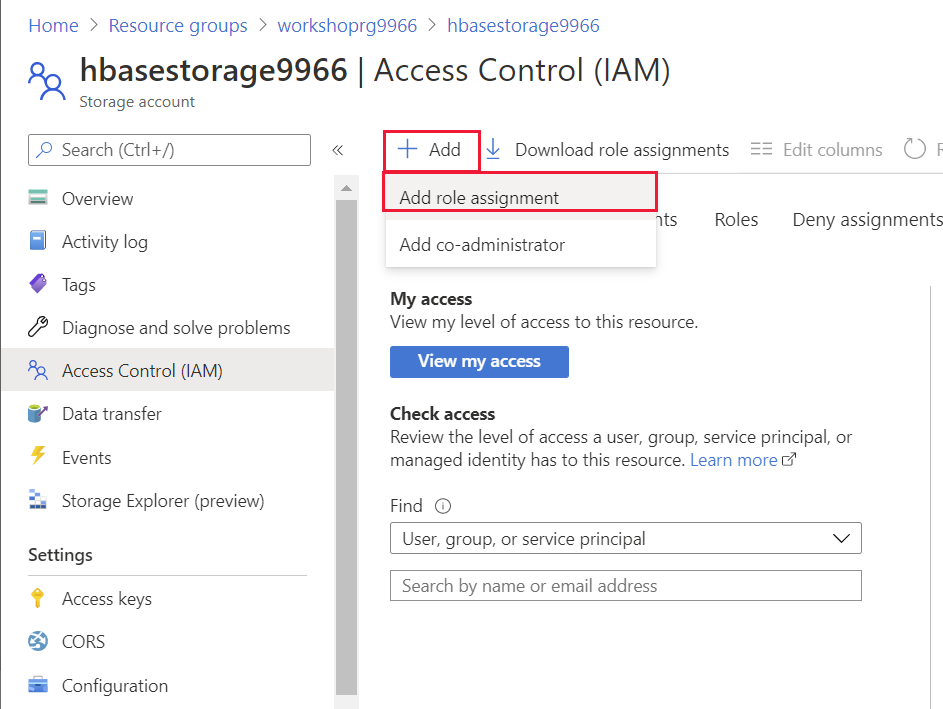 Home > Resource groups > workshoprg9966 > hbasestorage9966
hbasestorage9966 | Access Control (IAM)
Storage account
Search (Ctrl+/)
«
Overview
Activity log
Tags
Diagnose and solve problems
Access Control (IAM)
Data transfer
Events
Storage Explorer (preview)
Settings
Access keys
CORS
Configuration
+ Add
Download role assignments
Edit columns
Add role assignment
Add co-administrator
Roles
Deny assignments
My access
View my level of access to this resource.
View my access
Check access
Review the level of access a user, group, service principal, or
managed identity has to this resource. Learn more
Find
User, group, or service principal
Search by name or email address